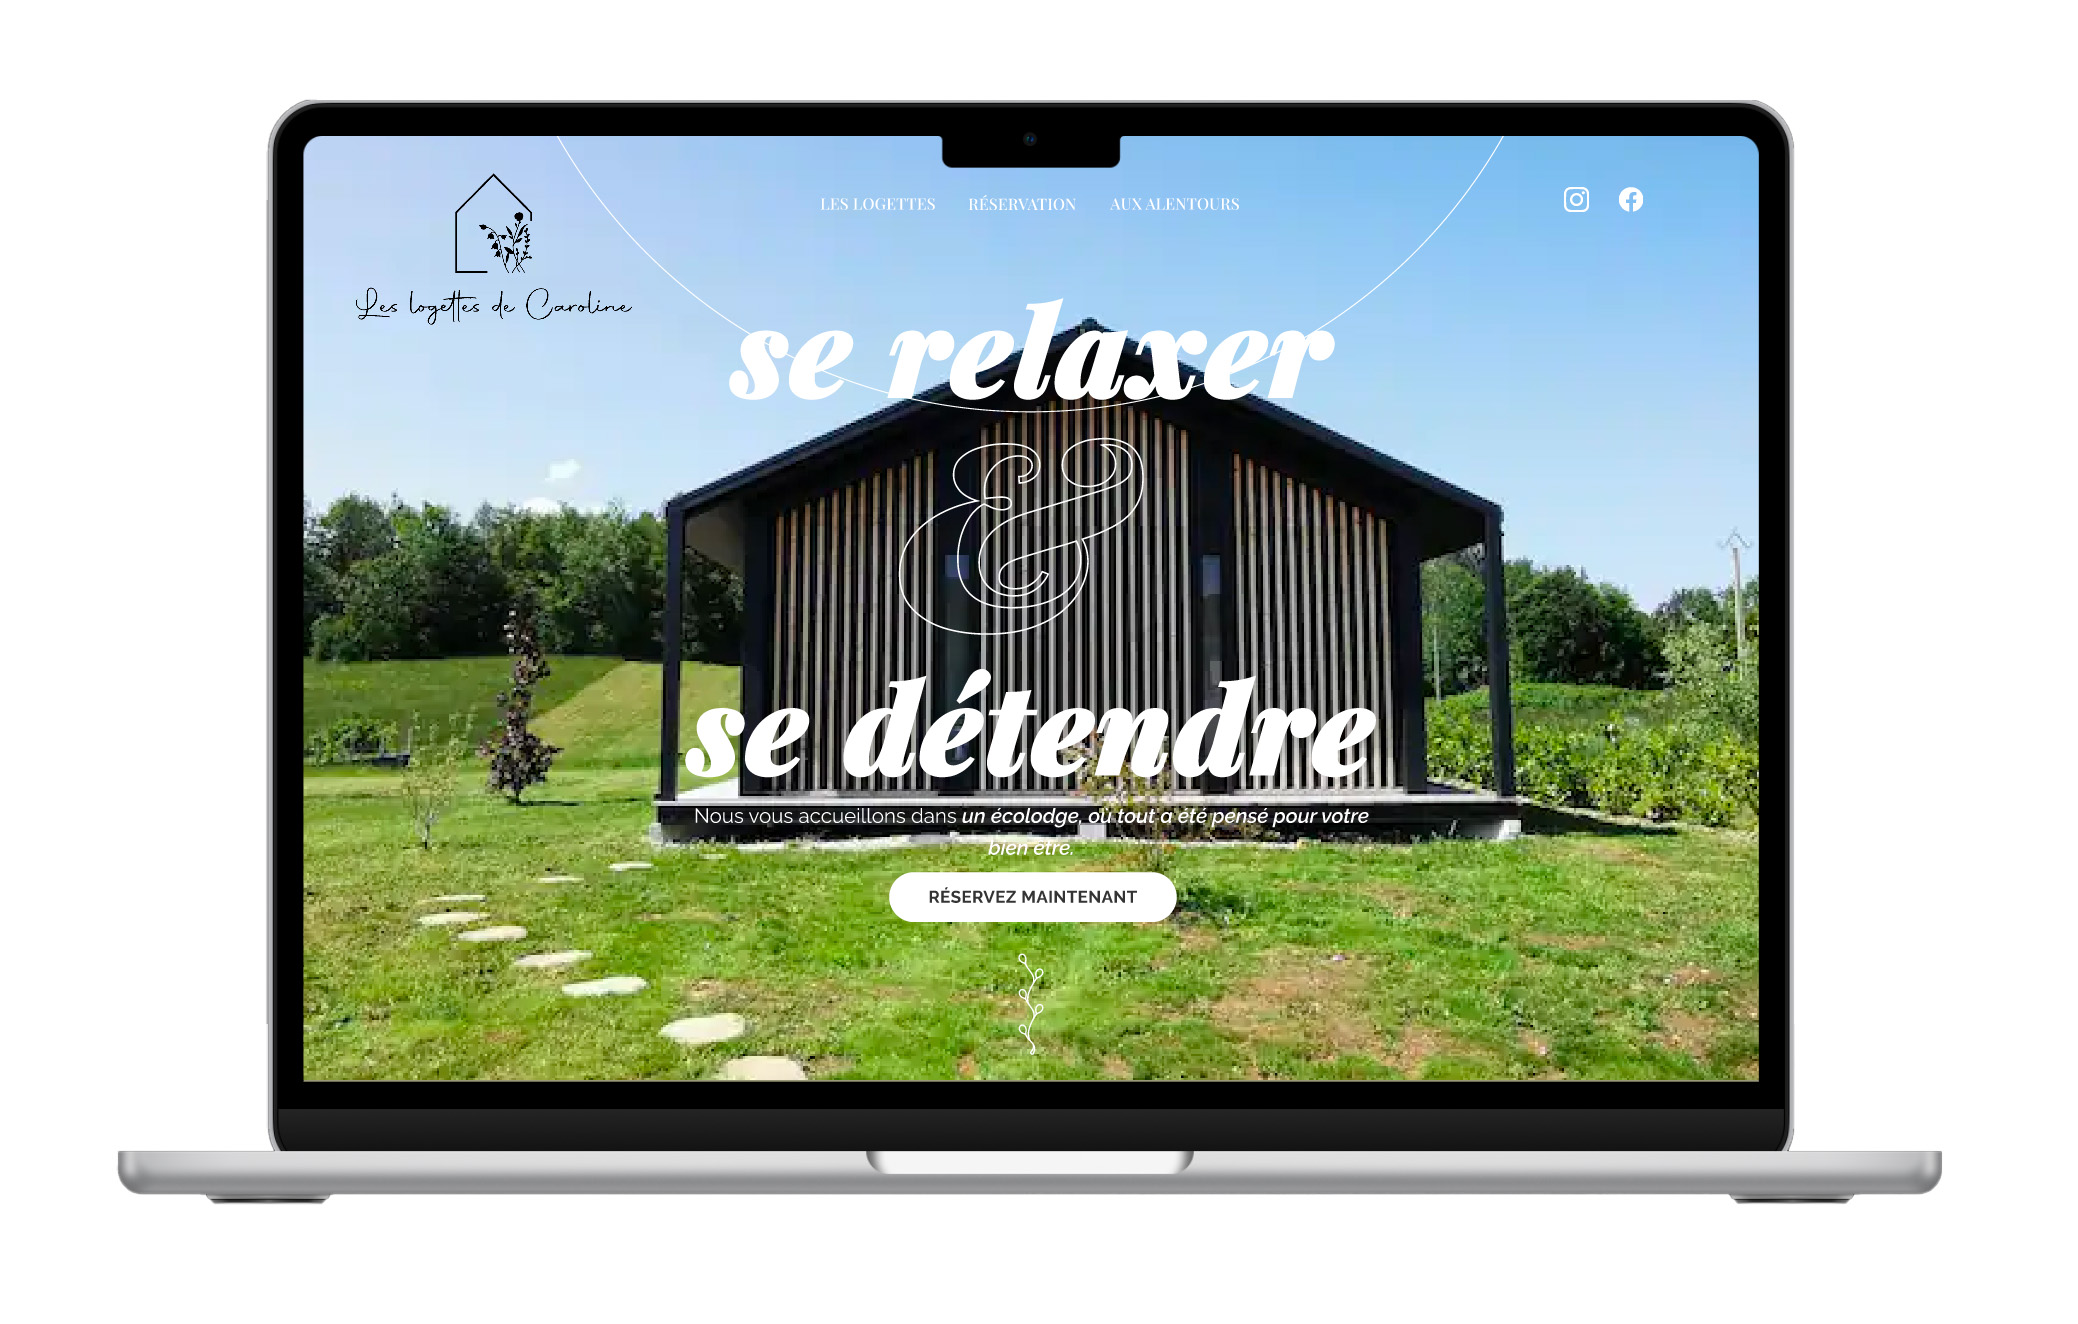 Les logettes de Caroline
LES LOGETTES RÉSERVATION AUX ALENTOURS
se relaxer
&
se détendre
Nous vous accueillons dans un écolodge, où tout a été pensé pour votre
bien être.
RÉSERVEZ MAINTENANT